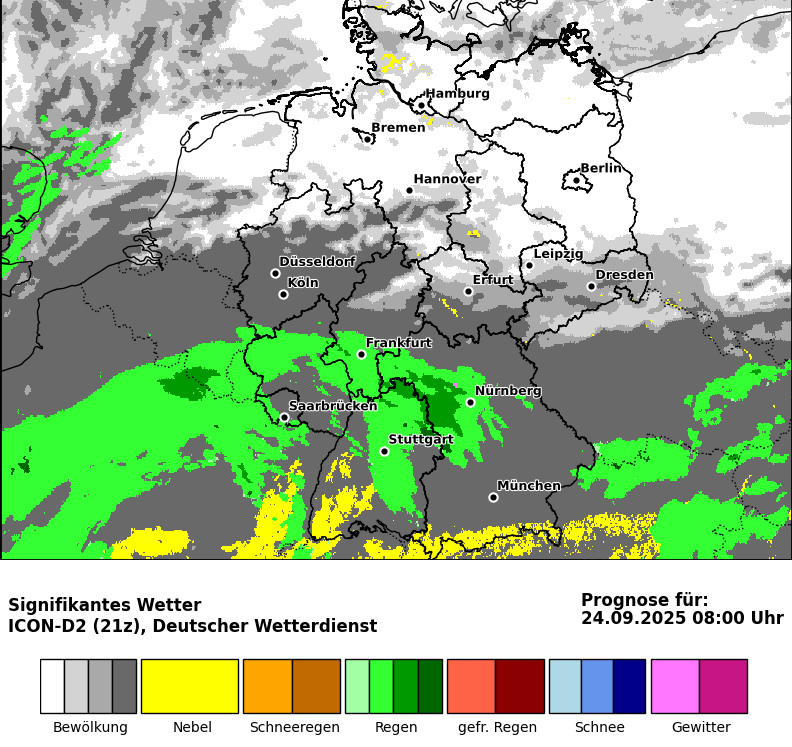 Hamburg
Bremen
Berlin
Hannover
Leipzig
Düsseldorf
Dresden
Köln
Erfurt
Frankfurt
Nürnberg
Saarbrücken
Stuttgart
München
Signifikantes Wetter
ICON-D2 (21z), Deutscher Wetterdienst
Prognose für:
24.09.2025 08:00 Uhr
Bewölkung Nebel Schneeregen Regen gefr. Regen Schnee Gewitter